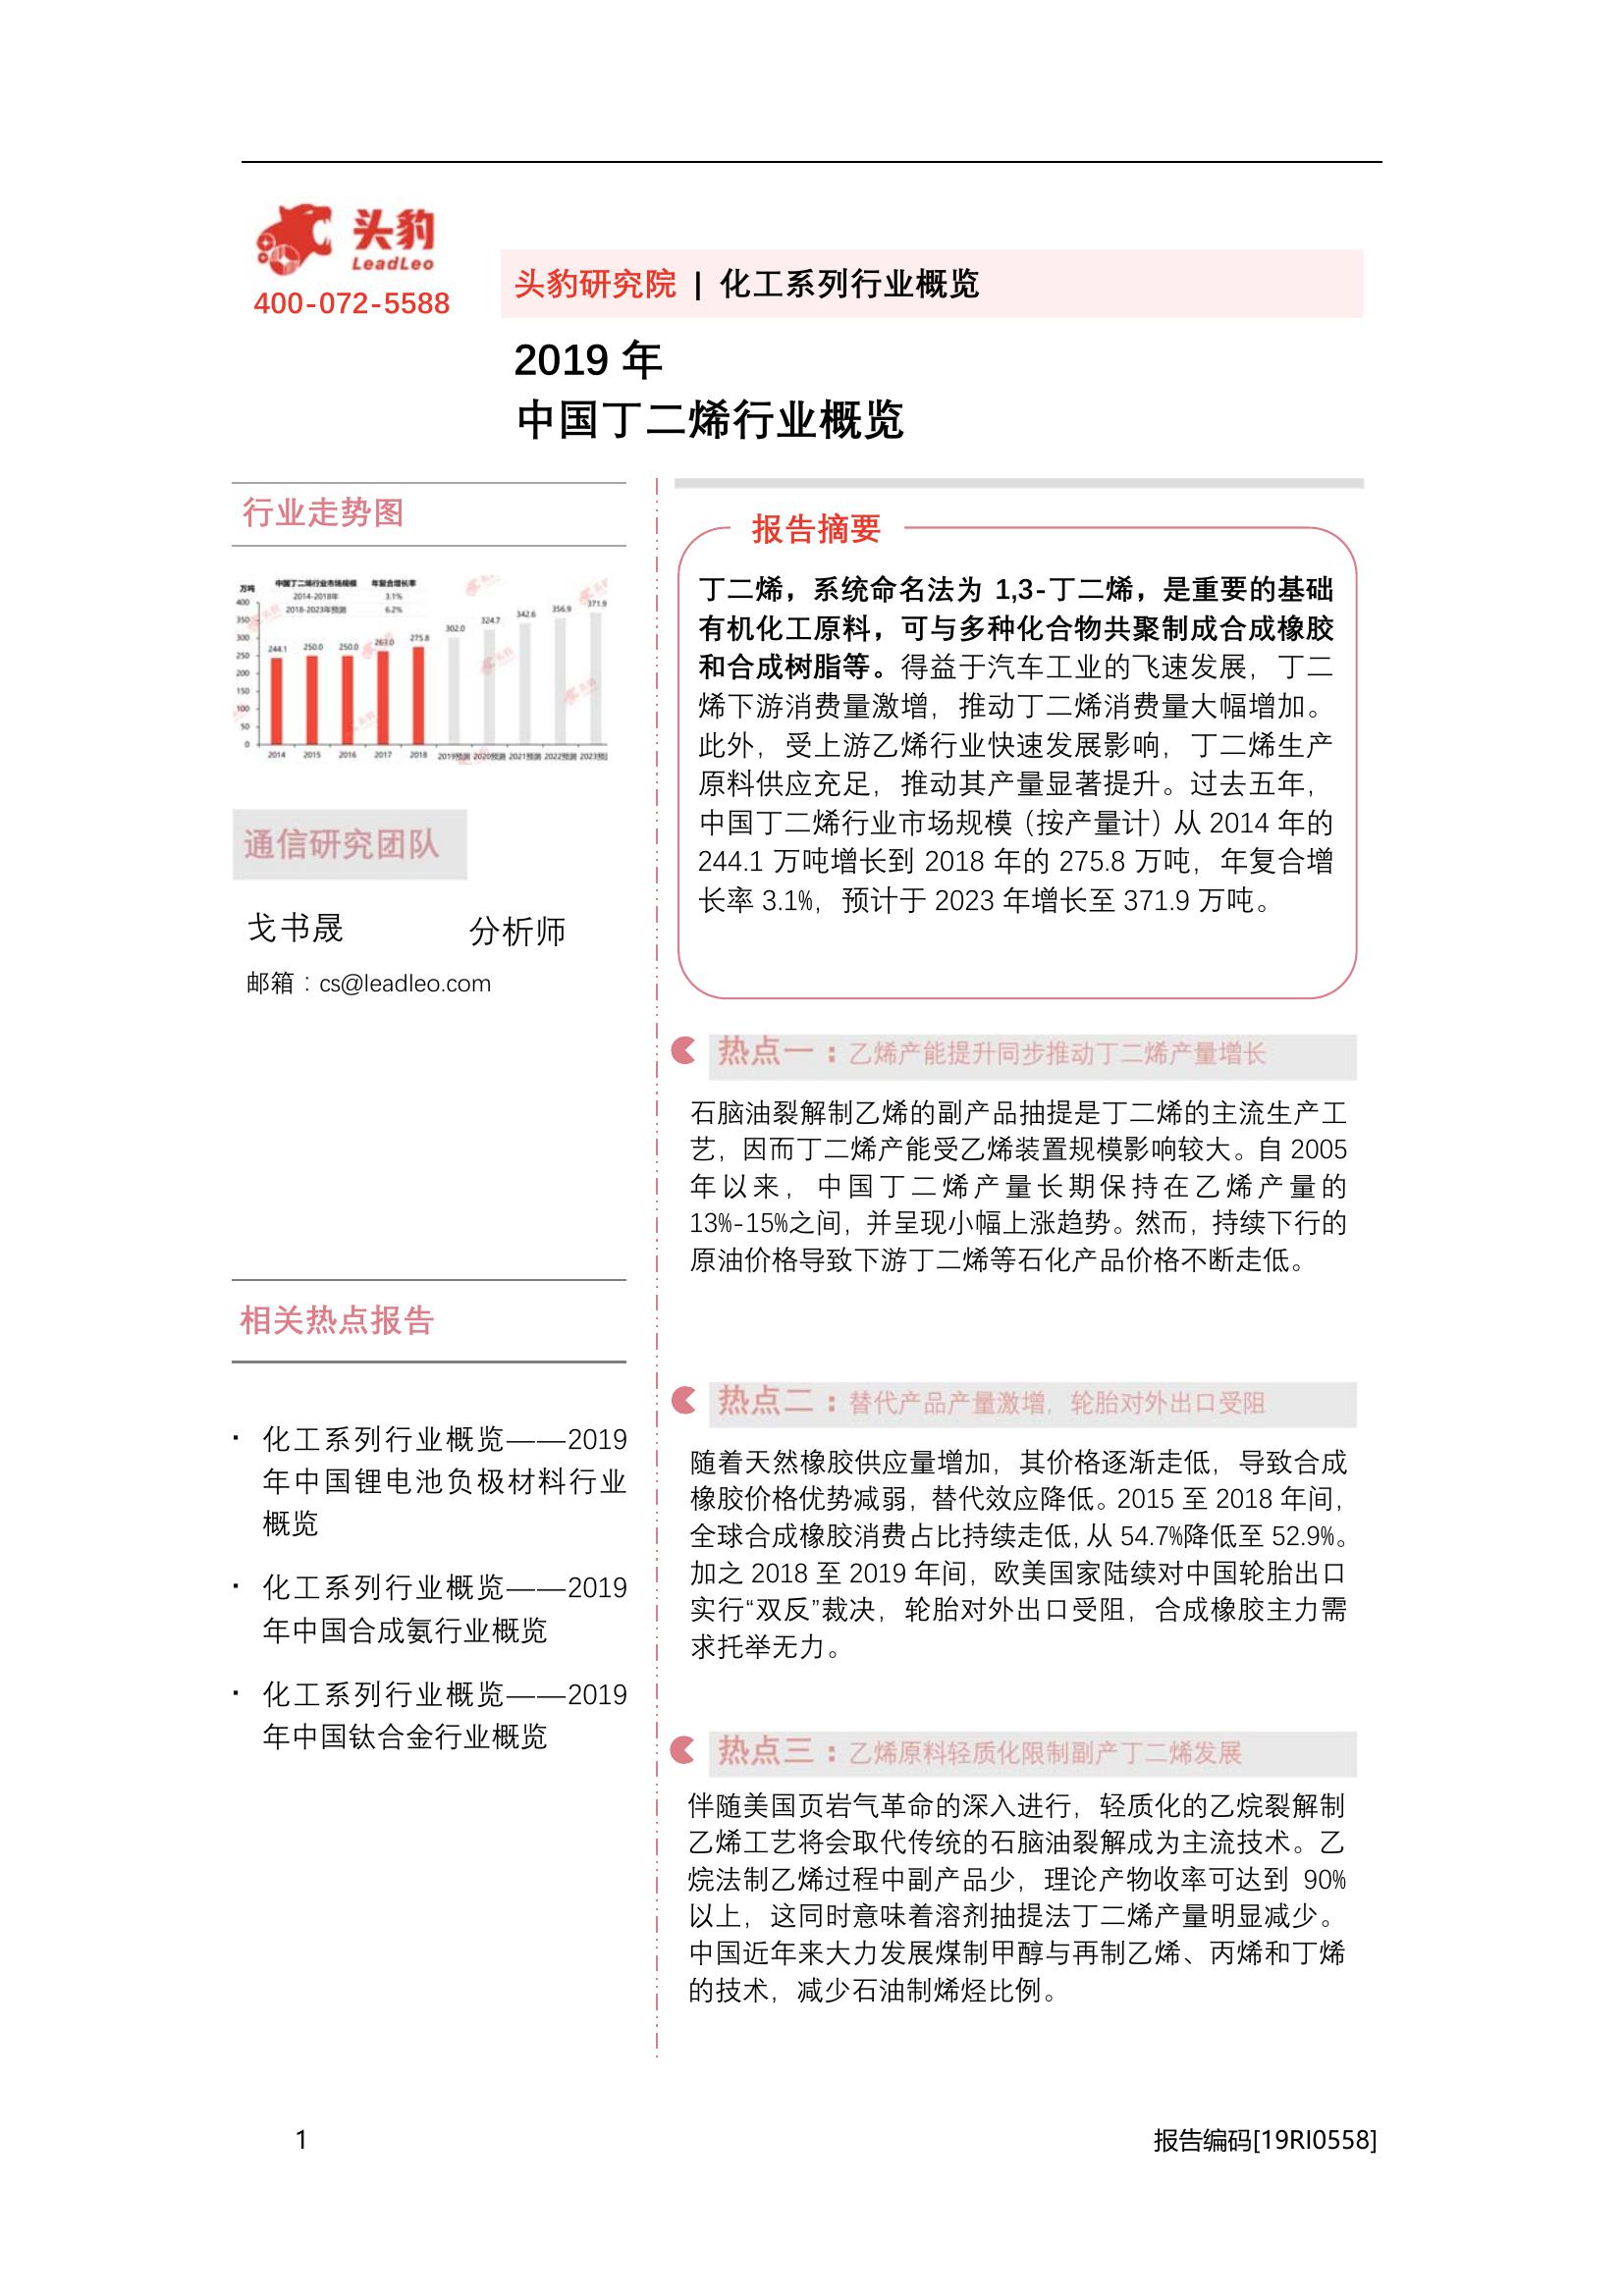 头豹
LeadLeo
400-072-5588
头豹研究院 | 化工系列行业概览
2019 年
中国丁二烯行业概览
行业走势图
万吨
中国丁二烯行业市场规模 年复合增长率
2014-2018年 3.1%
2018-2023年预测 6.2%
400
350
300
250
200
150
100
50
0
244.1 250.0 250.0 263.0 275.8 302.0 324.7 342.6 356.9 371.9
2014 2015 2016 2017 2018 2019预测 2020预测 2021预测 2022预测 2023预
通信研究团队
戈书晟 分析师
邮箱：cs@leadleo.com
相关热点报告
· 化工系列行业概览——2019
年中国锂电池负极材料行业
概览
· 化工系列行业概览——2019
年中国合成氨行业概览
· 化工系列行业概览——2019
年中国钛合金行业概览
报告摘要
丁二烯，系统命名法为 1,3-丁二烯，是重要的基础
有机化工原料，可与多种化合物共聚制成合成橡胶
和合成树脂等。得益于汽车工业的飞速发展，丁二
烯下游消费量激增，推动丁二烯消费量大幅增加。
此外，受上游乙烯行业快速发展影响，丁二烯生产
原料供应充足，推动其产量显著提升。过去五年，
中国丁二烯行业市场规模（按产量计）从 2014 年的
244.1 万吨增长到 2018 年的 275.8 万吨，年复合增
长率 3.1%，预计于 2023 年增长至 371.9 万吨。
热点一：乙烯产能提升同步推动丁二烯产量增长
石脑油裂解制乙烯的副产品抽提是丁二烯的主流生产工
艺，因而丁二烯产能受乙烯装置规模影响较大。自 2005
年以来，中国丁二烯产量长期保持在乙烯产量的
13%-15%之间，并呈现小幅上涨趋势。然而，持续下行的
原油价格导致下游丁二烯等石化产品价格不断走低。
热点二：替代产品产量激增，轮胎对外出口受阻
随着天然橡胶供应量增加，其价格逐渐走低，导致合成
橡胶价格优势减弱，替代效应降低。2015 至 2018 年间，
全球合成橡胶消费占比持续走低，从 54.7%降低至 52.9%。
加之 2018 至 2019 年间，欧美国家陆续对中国轮胎出口
实行“双反”裁决，轮胎对外出口受阻，合成橡胶主力需
求托举无力。
热点三：乙烯原料轻质化限制副产丁二烯发展
伴随美国页岩气革命的深入进行，轻质化的乙烷裂解制
乙烯工艺将会取代传统的石脑油裂解成为主流技术。乙
烷法制乙烯过程中副产品少，理论产物收率可达到 90%
以上，这同时意味着溶剂抽提法丁二烯产量明显减少。
中国近年来大力发展煤制甲醇与再制乙烯、丙烯和丁烯
的技术，减少石油制烯烃比例。
1
报告编码[19RI0558]